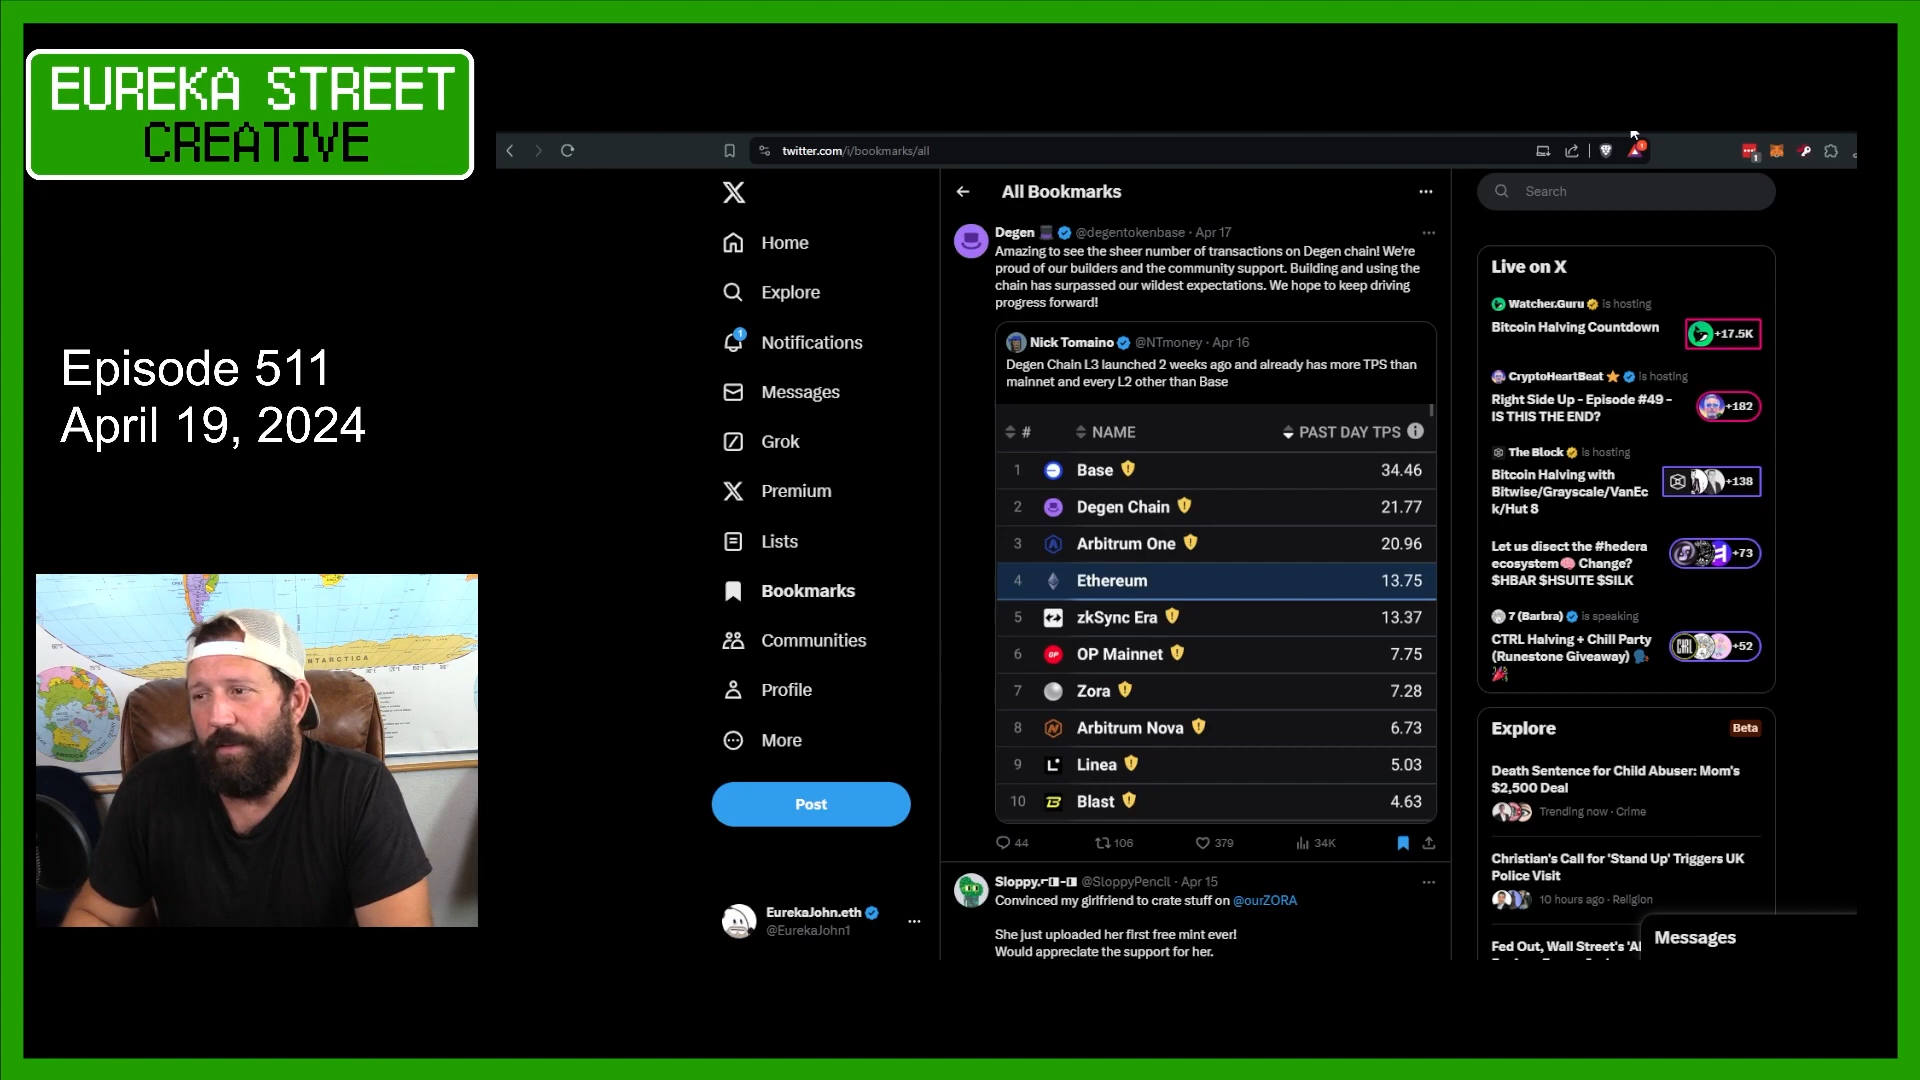 EUREKA STREET
CREATIVE
Episode 511
April 19, 2024
ANTARCTICA
twitter.com/i/bookmarks/all
1
1
Home
Explore
1
Notifications
Messages
Grok
Premium
Lists
Bookmarks
Communities
Profile
More
Post
EurekaJohn.eth
@EurekaJohn1
All Bookmarks
Degen @degentokenbase · Apr 17
Amazing to see the sheer number of transactions on Degen chain! We're
proud of our builders and the community support. Building and using the
chain has surpassed our wildest expectations. We hope to keep driving
progress forward!
Nick Tomaino @NTmoney · Apr 16
Degen Chain L3 launched 2 weeks ago and already has more TPS than
mainnet and every L2 other than Base
# NAME PAST DAY TPS
1 Base 34.46
2 Degen Chain 21.77
3 Arbitrum One 20.96
4 Ethereum 13.75
5 zkSync Era 13.37
6 OP Mainnet 7.75
7 Zora 7.28
8 Arbitrum Nova 6.73
9 Linea 5.03
10 Blast 4.63
44 106 379 34K
@SloppyPencil · Apr 15
Convinced my girlfriend to crate stuff on @ourZORA
She just uploaded her first free mint ever!
Would appreciate the support for her.
Search
Live on X
Watcher.Guru is hosting
Bitcoin Halving Countdown
+17.5K
CryptoHeartBeat is hosting
Right Side Up - Episode #49 -
IS THIS THE END?
+182
The Block is hosting
Bitcoin Halving with
Bitwise/Grayscale/VanEc
k/Hut 8
+138
Let us disect the #hedera
ecosystem Change?
$HBAR $HSUITE $SILK
+73
7 (Barbra) is speaking
CTRL Halving + Chill Party
(Runestone Giveaway)
+52
Explore
Beta
Death Sentence for Child Abuser: Mom's
$2,500 Deal
Trending now · Crime
Christian's Call for 'Stand Up' Triggers UK
Police Visit
10 hours ago · Religion
Fed Out, Wall Street's
Messages